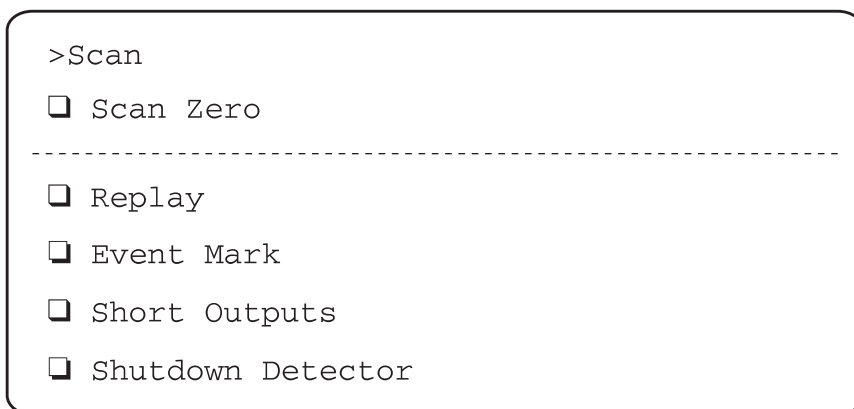 >Scan
❏ Scan Zero
❏ Replay
❏ Event Mark
❏ Short Outputs
❏ Shutdown Detector